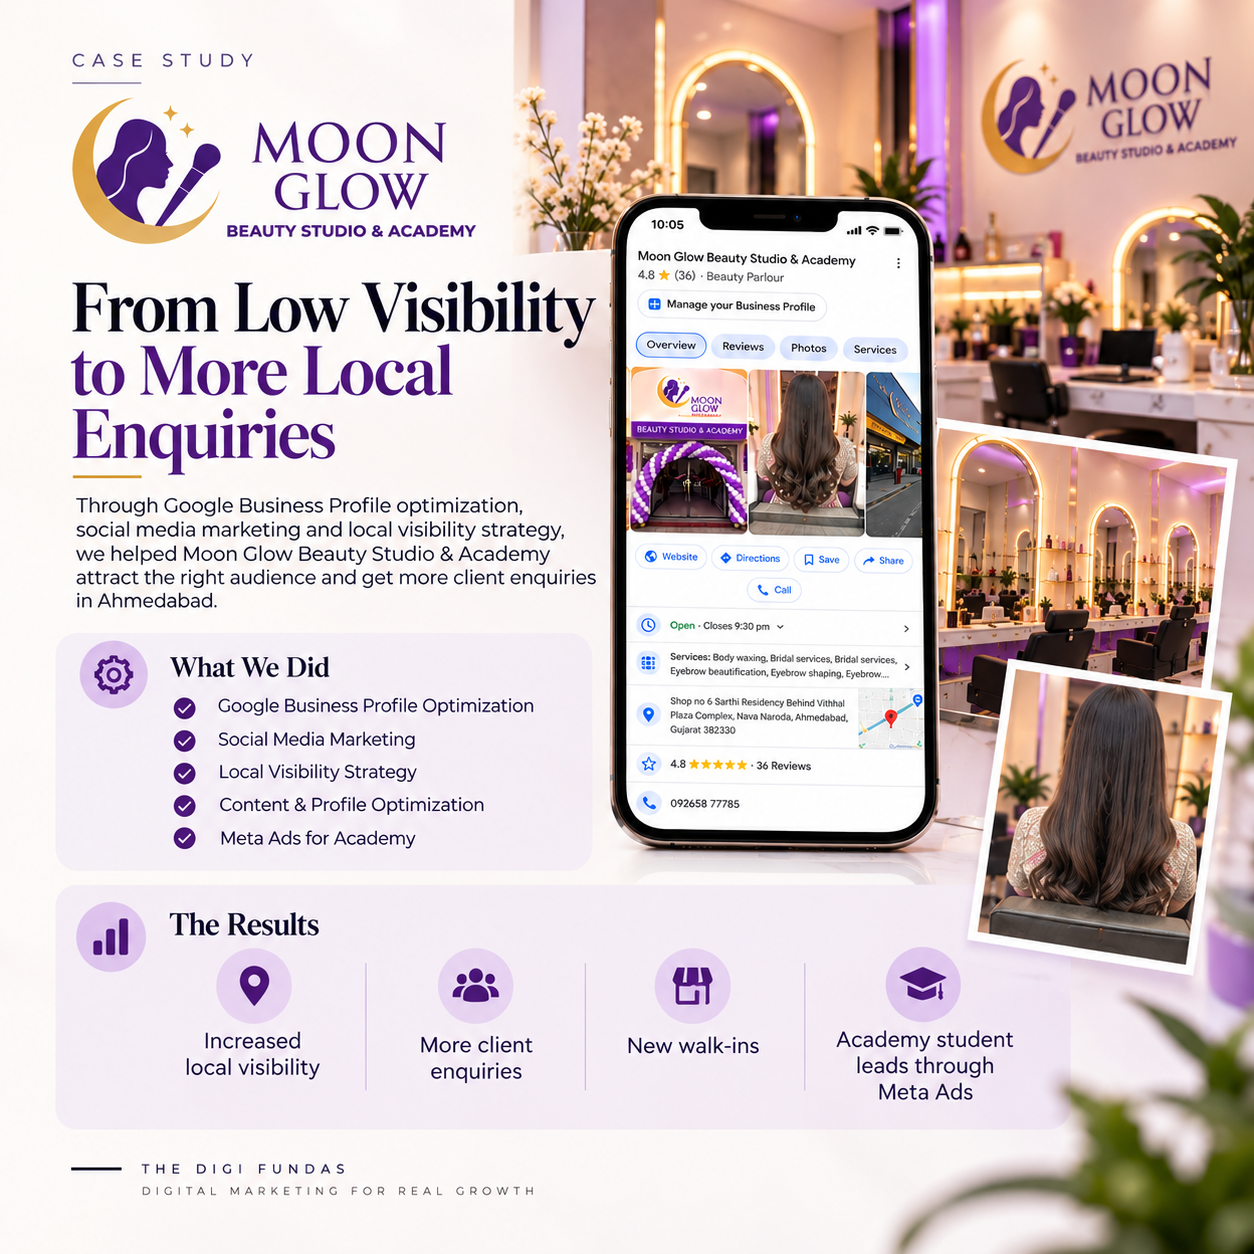 CASE STUDY
MOON
GLOW
BEAUTY STUDIO & ACADEMY
From Low Visibility
to More Local
Enquiries
Through Google Business Profile optimization,
social media marketing and local visibility strategy,
we helped Moon Glow Beauty Studio & Academy
attract the right audience and get more client enquiries
in Ahmedabad.
What We Did
Google Business Profile Optimization
Social Media Marketing
Local Visibility Strategy
Content & Profile Optimization
Meta Ads for Academy
MOON
GLOW
BEAUTY STUDIO & ACADEMY
10:05
Moon Glow Beauty Studio & Academy
4.8 (36) · Beauty Parlour
Manage your Business Profile
Overview Reviews Photos Services
MOON
GLOW
BEAUTY STUDIO & ACADEMY
Website Directions Save Share
Call
Open · Closes 9:30 pm
Services: Body waxing, Bridal services, Bridal services,
Eyebrow beautification, Eyebrow shaping, Eyebrow....
Shop no 6 Sarthi Residency Behind Vithhal
Plaza Complex, Nava Naroda, Ahmedabad,
Gujarat 382330
4.8 ★★★★★ · 36 Reviews
092658 77785
The Results
Increased
local visibility
More client
enquiries
New walk-ins
Academy student
leads through
Meta Ads
THE DIGI FUNDAS
DIGITAL MARKETING FOR REAL GROWTH